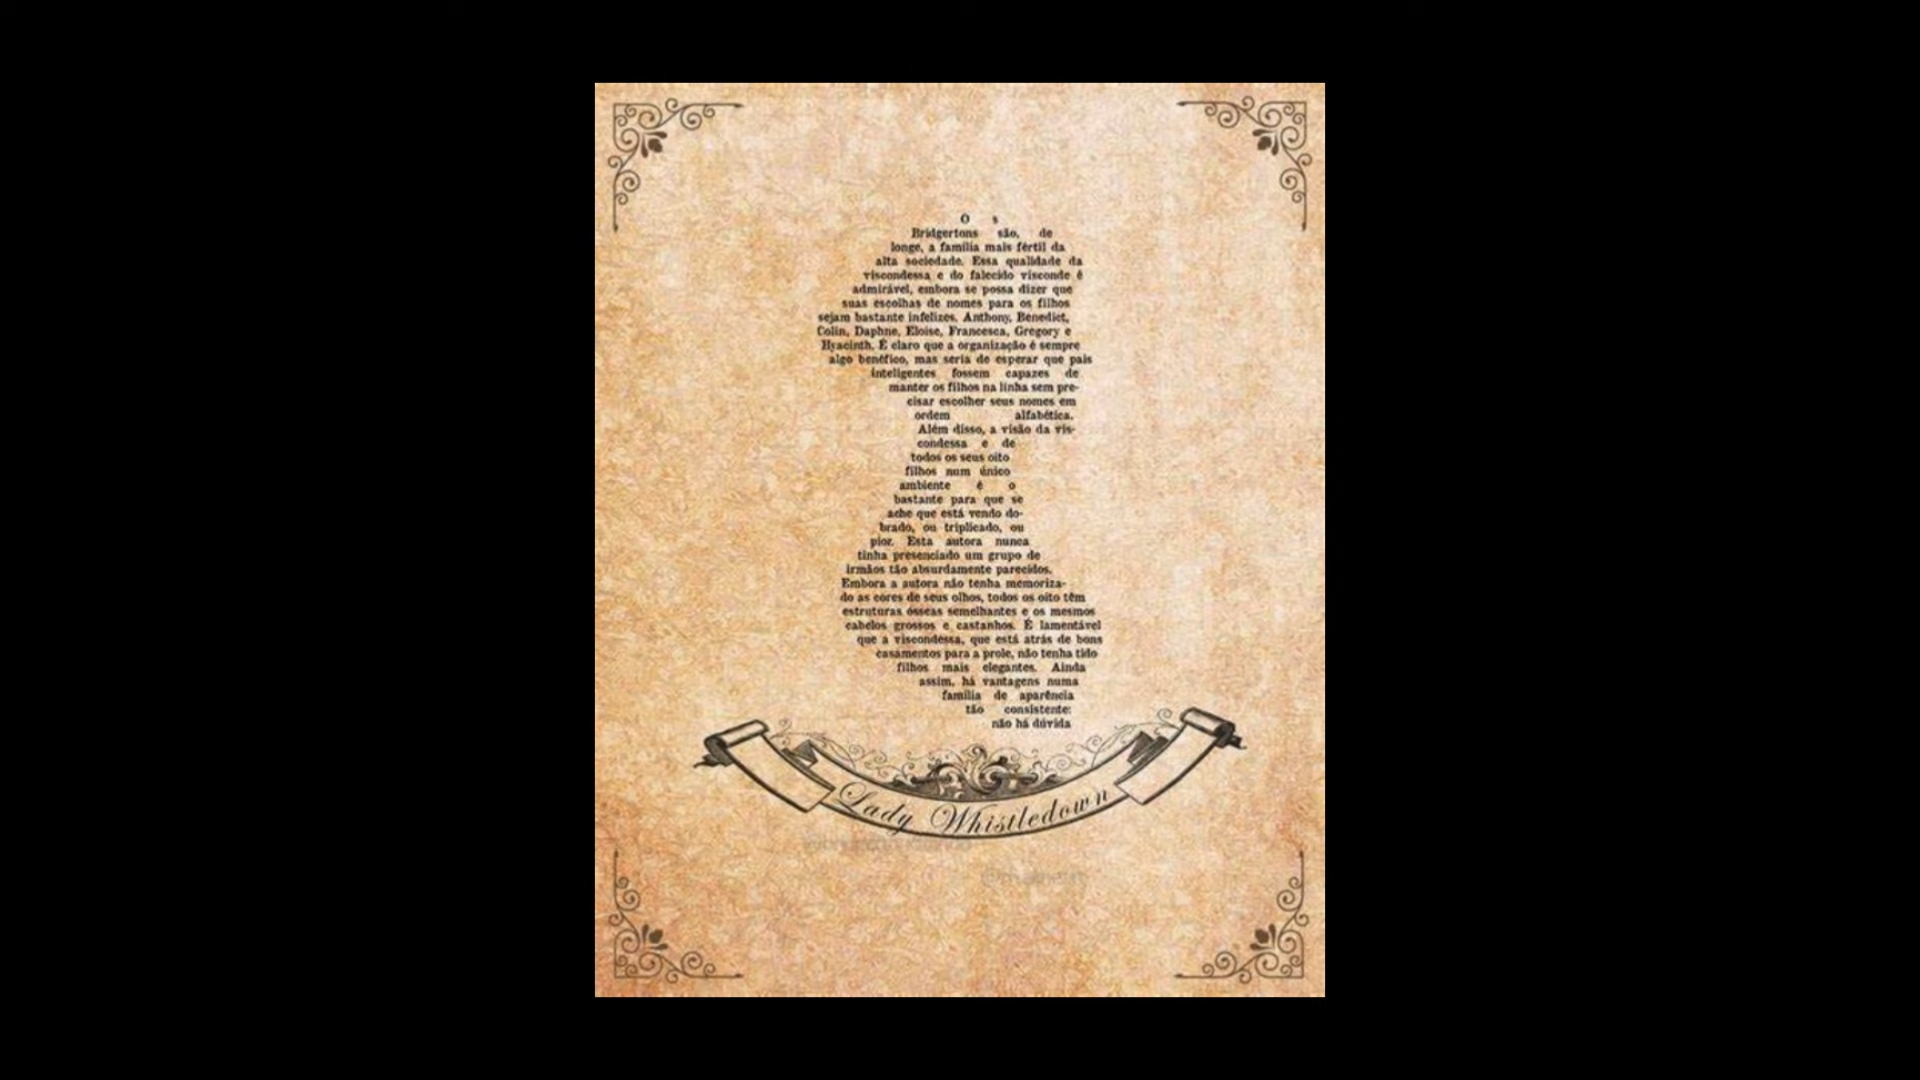 O s
Bridgertons são, de
longe, a família mais fértil da
alta sociedade. Essa qualidade da
viscondessa e do falecido visconde é
admirável, embora se possa dizer que
suas escolhas de nomes para os filhos
sejam bastante infelizes. Anthony, Benedict,
Colin, Daphne, Eloise, Francesca, Gregory e
Hyacinth. É claro que a organização é sempre
algo benéfico, mas seria de esperar que pais
inteligentes fossem capazes de
manter os filhos na linha sem pre-
cisar escolher seus nomes em
ordem alfabética.
Além disso, a visão da vis-
condessa e de
todos os seus oito
filhos num único
ambiente é o
bastante para que se
ache que está vendo do-
brado, ou triplicado, ou
pior. Esta autora nunca
tinha presenciado um grupo de
irmãos tão absurdamente parecidos.
Embora a autora não tenha memoriza-
do as cores de seus olhos, todos os oito têm
estruturas ósseas semelhantes e os mesmos
cabelos grossos e castanhos. É lamentável
que a viscondessa, que está atrás de bons
casamentos para a prole, não tenha tido
filhos mais elegantes. Ainda
assim, há vantagens numa
família de aparência
tão consistente:
não há dúvida
Lady Whistledown